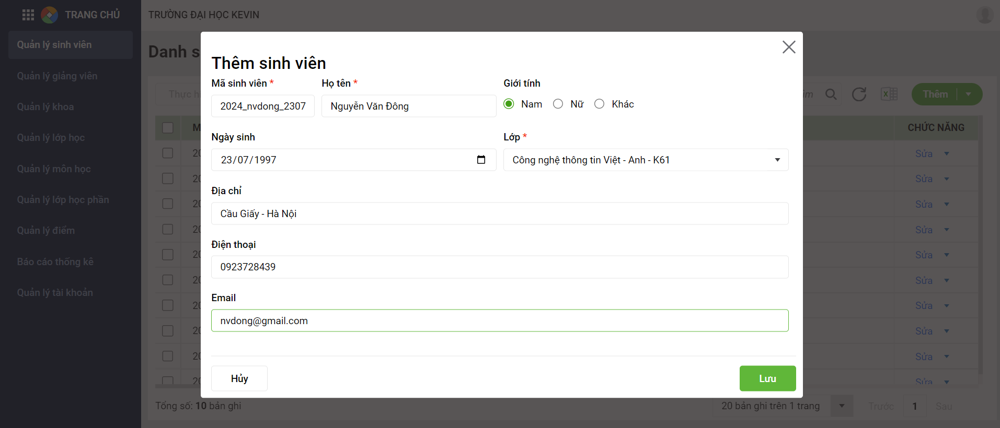 TRANG CHỦ
TRƯỜNG ĐẠI HỌC KEVIN
Quản lý sinh viên
Quản lý giảng viên
Quản lý khoa
Quản lý lớp học
Quản lý môn học
Quản lý lớp học phần
Quản lý điểm
Báo cáo thống kê
Quản lý tài khoản
Danh s
Thực hi
Thêm
CHỨC NĂNG
M
20
Sửa
20
Sửa
20
Sửa
20
Sửa
20
Sửa
20
Sửa
20
Sửa
20
Sửa
20
Sửa
20
Sửa
Thêm sinh viên
Mã sinh viên * Họ tên * Giới tính
2024_nvdong_2307 Nguyễn Văn Đông Nam Nữ Khác
Ngày sinh Lớp *
23/07/1997 Công nghệ thông tin Việt - Anh - K61
Địa chỉ
Cầu Giấy - Hà Nội
Điện thoại
0923728439
Email
nvdong@gmail.com
Hủy Lưu
Tổng số: 10 bản ghi 20 bản ghi trên 1 trang Trước 1 Sau